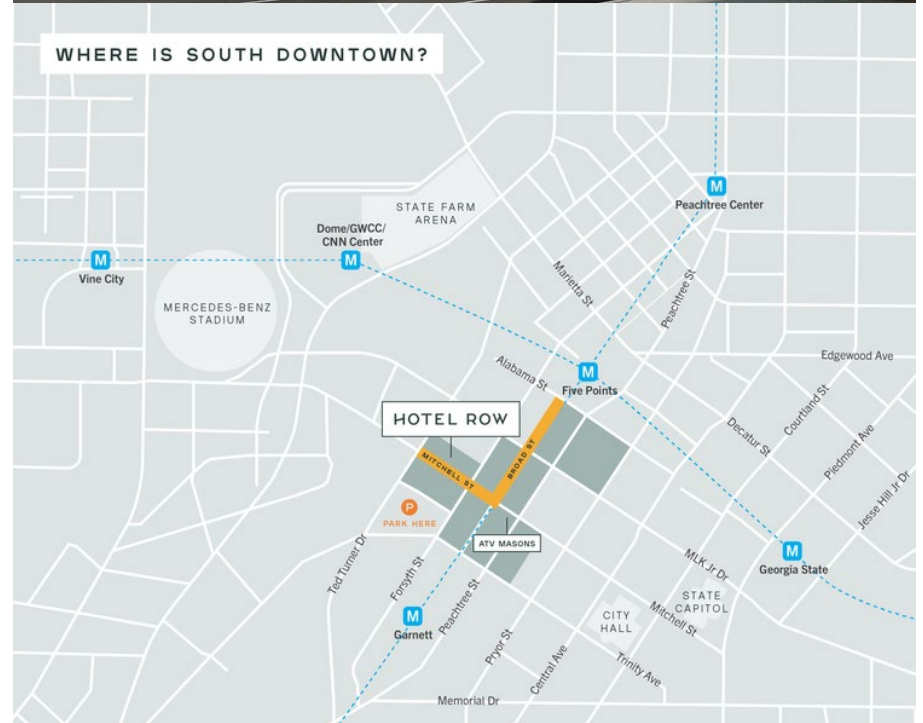 WHERE IS SOUTH DOWNTOWN?
M
Peachtree Center
STATE FARM
ARENA
Dome/GWCC/
CNN Center
M
M
Vine City
MERCEDES-BENZ
STADIUM
Marietta St
Peachtree St
Alabama St
M
Five Points
Edgewood Ave
HOTEL ROW
MITCHELL ST
BROAD ST
Decatur St
Courtland St
Piedmont Ave
Jesse Hill Jr Dr
P
PARK HERE
ATV MASONS
M
Georgia State
MLK Jr Dr
Ted Turner Dr
Forsyth St
Peachtree St
M
Garnett
STATE
CAPITOL
CITY
HALL
Mitchell St
Pryor St
Central Ave
Trinity Ave
Memorial Dr